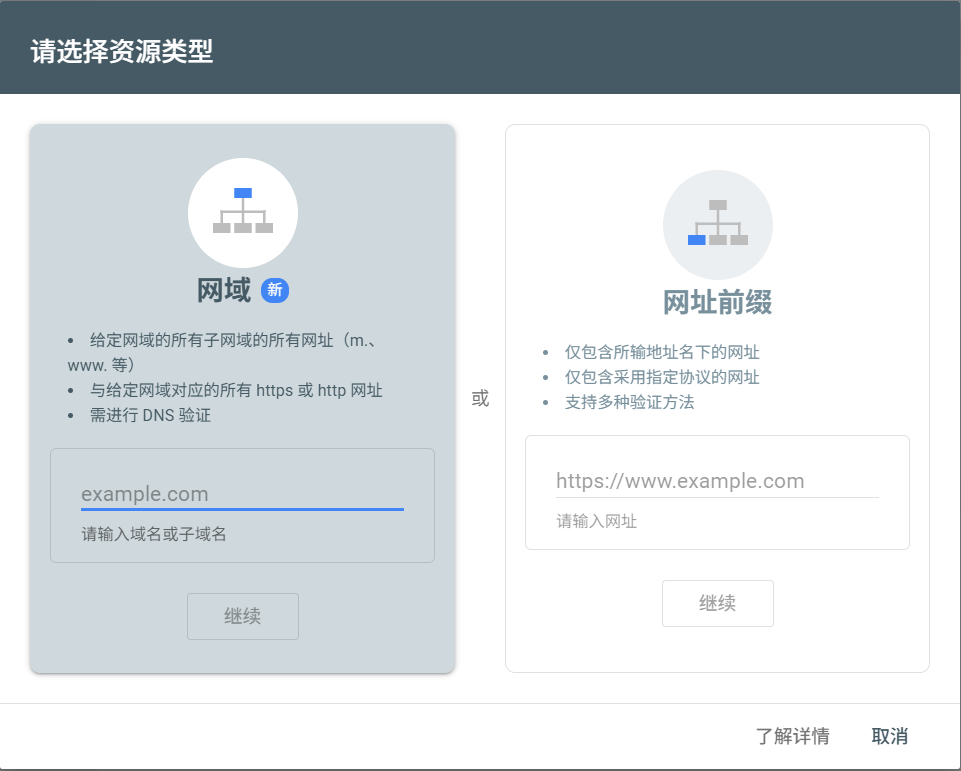 请选择资源类型
网域 新
• 给定网域的所有子网域的所有网址（m.、
www. 等）
• 与给定网域对应的所有 https 或 http 网址
• 需进行 DNS 验证
example.com
请输入域名或子域名
继续
或
网址前缀
• 仅包含所输地址名下的网址
• 仅包含采用指定协议的网址
• 支持多种验证方法
https://www.example.com
请输入网址
继续
了解详情 取消